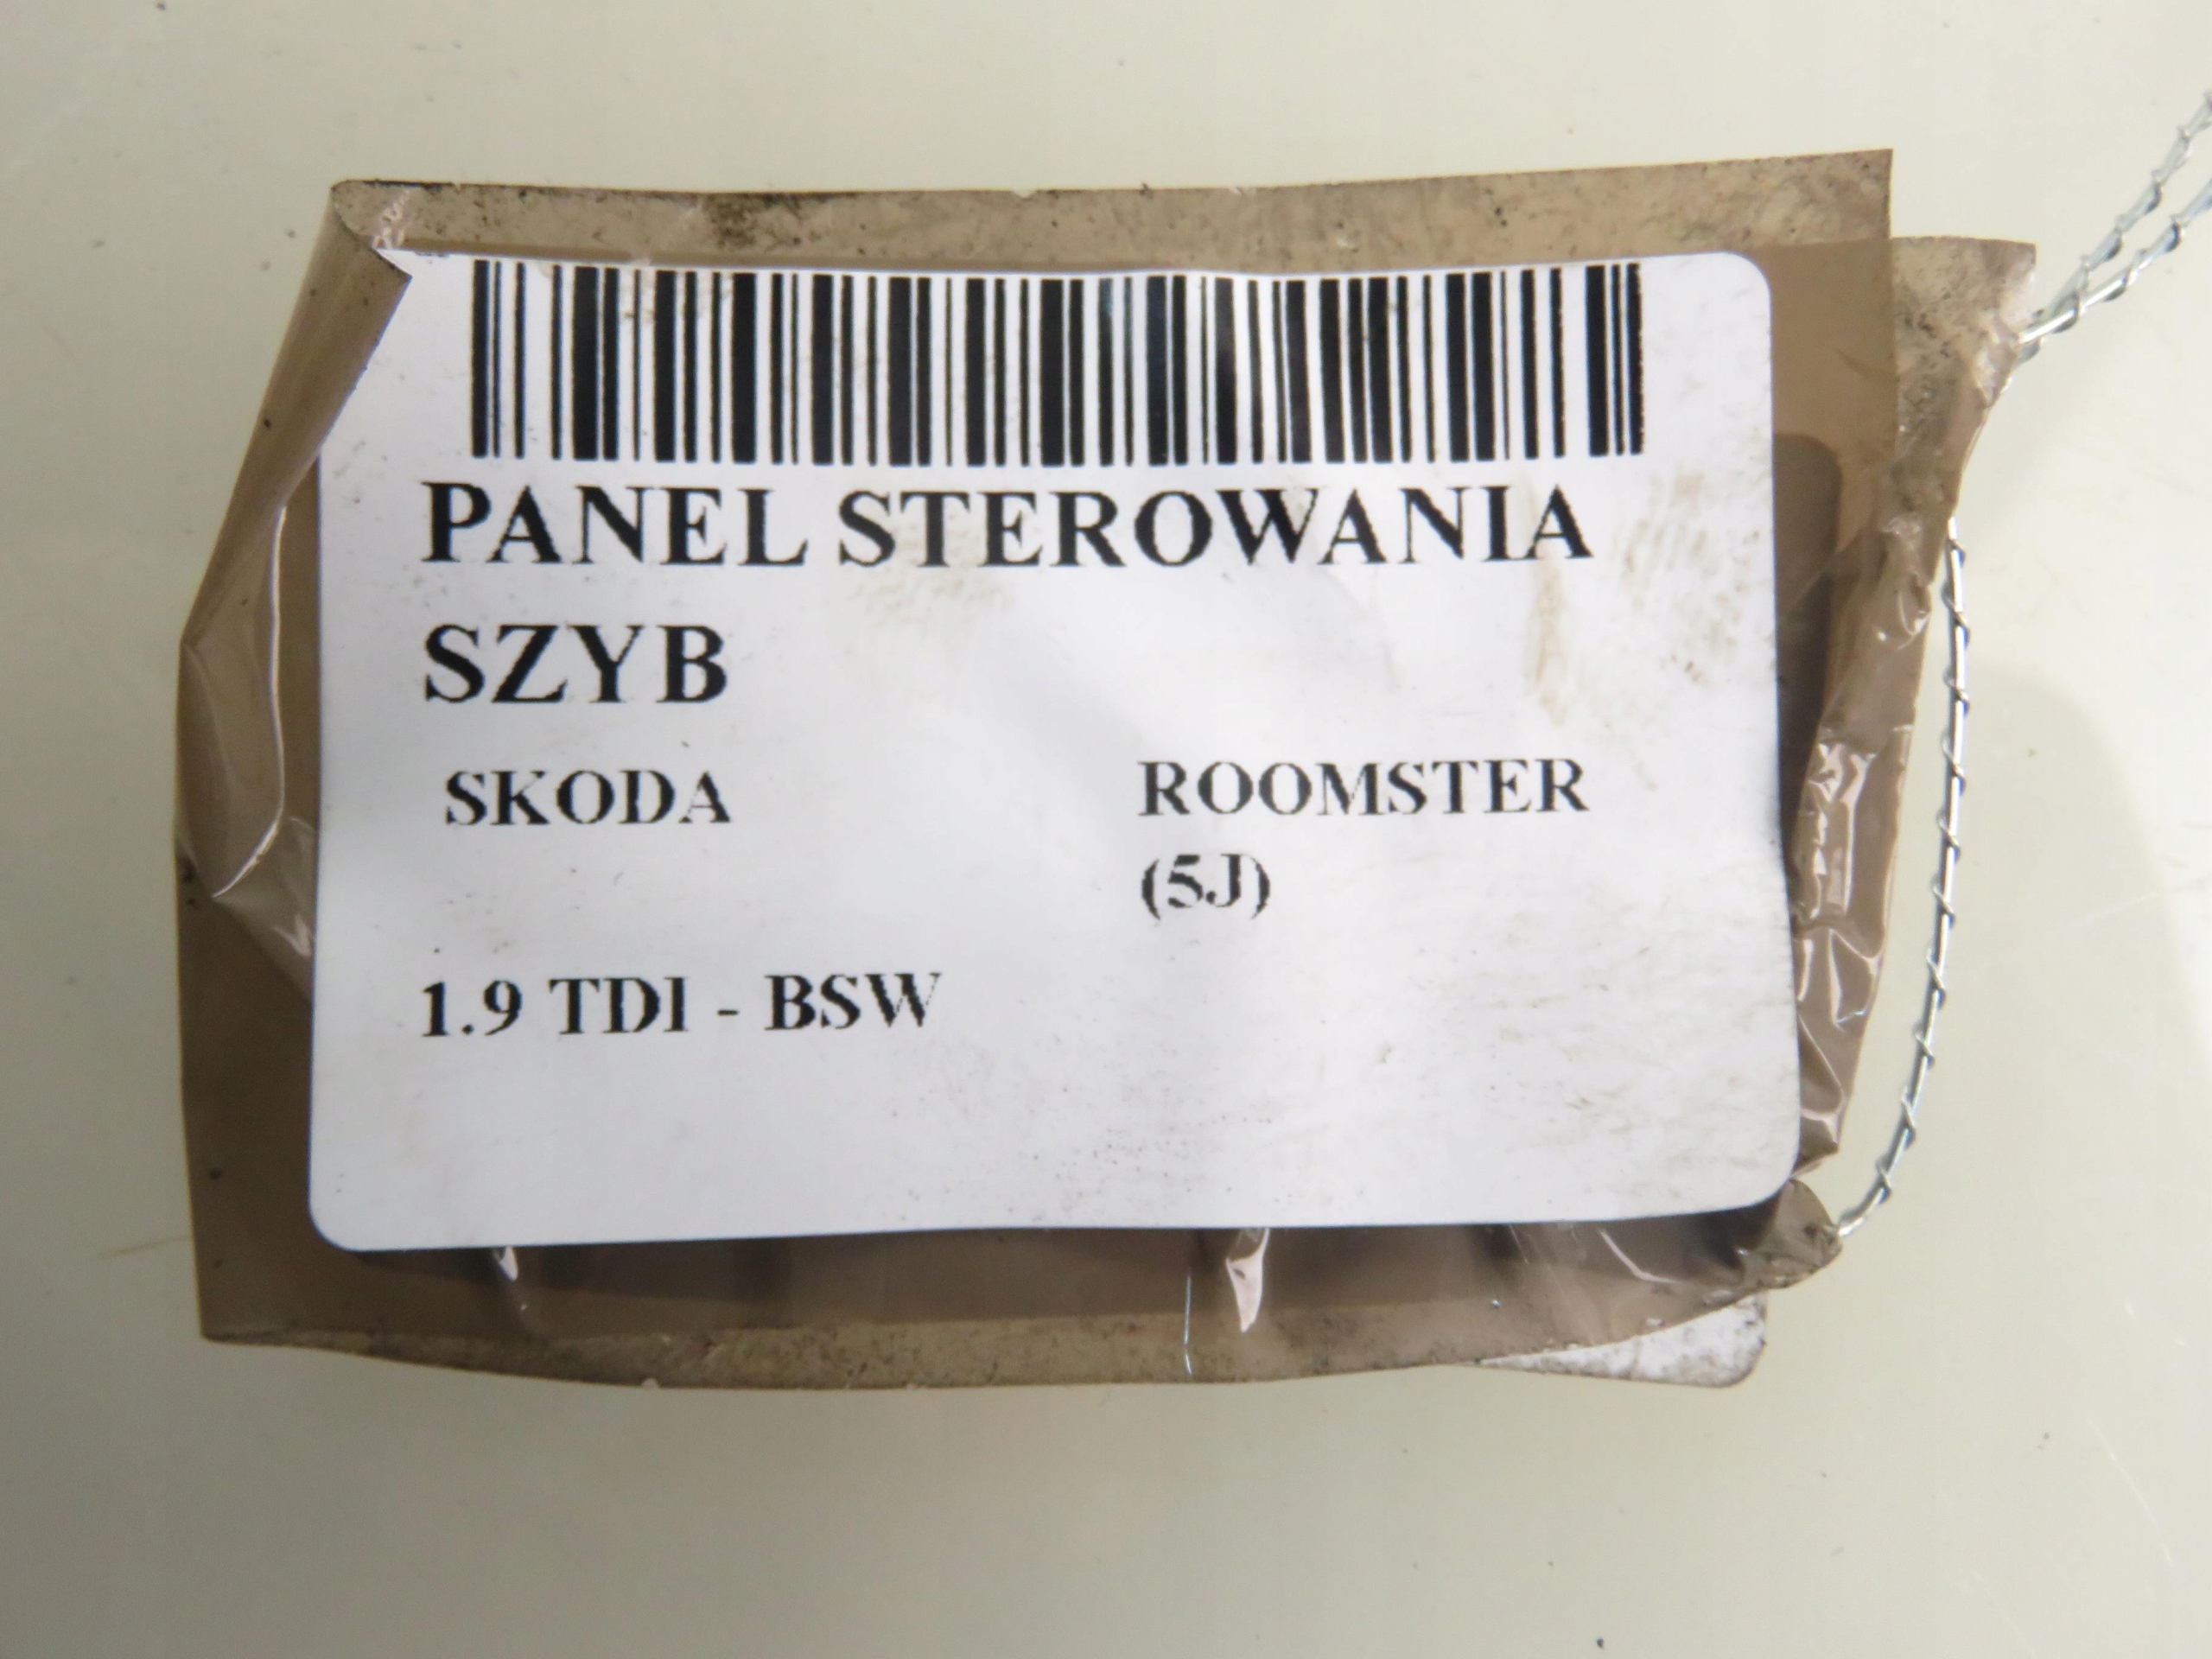 PANEL STEROWANIA
SZYB
SKODA ROOMSTER
(5J)
1.9 TDI - BSW